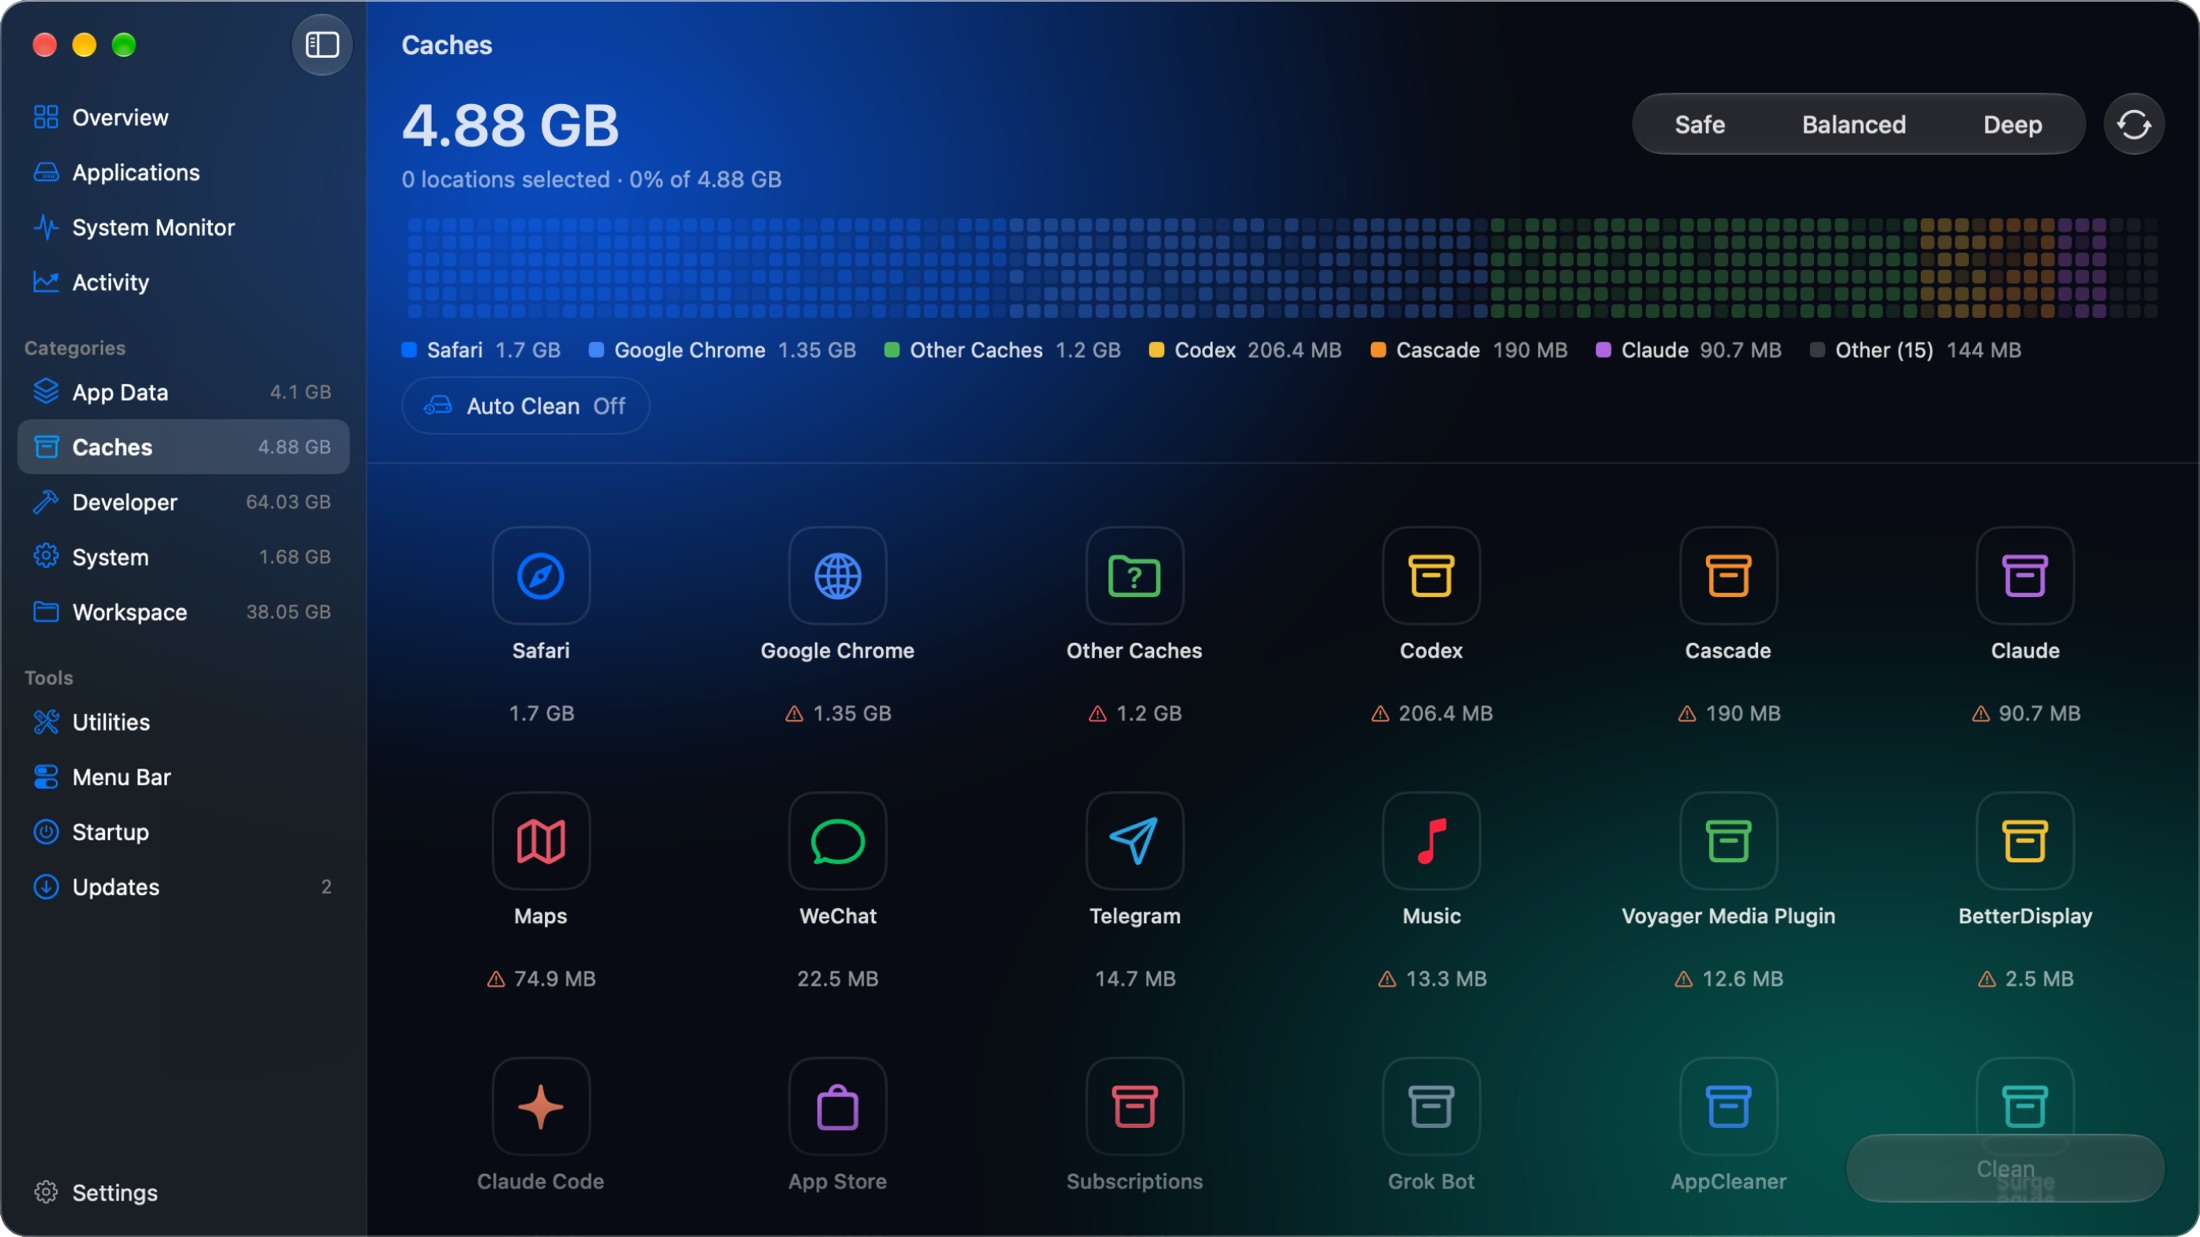 Caches
Overview
Applications
System Monitor
Activity
Categories
App Data 4.1 GB
Caches 4.88 GB
Developer 64.03 GB
System 1.68 GB
Workspace 38.05 GB
Tools
Utilities
Menu Bar
Startup
Updates 2
Settings
4.88 GB
Safe Balanced Deep
0 locations selected · 0% of 4.88 GB
Safari 1.7 GB Google Chrome 1.35 GB Other Caches 1.2 GB Codex 206.4 MB Cascade 190 MB Claude 90.7 MB Other (15) 144 MB
Auto Clean Off
Safari Google Chrome Other Caches Codex Cascade Claude
1.7 GB 1.35 GB 1.2 GB 206.4 MB 190 MB 90.7 MB
Maps WeChat Telegram Music Voyager Media Plugin BetterDisplay
74.9 MB 22.5 MB 14.7 MB 13.3 MB 12.6 MB 2.5 MB
Claude Code App Store Subscriptions Grok Bot AppCleaner
Clean
Surge